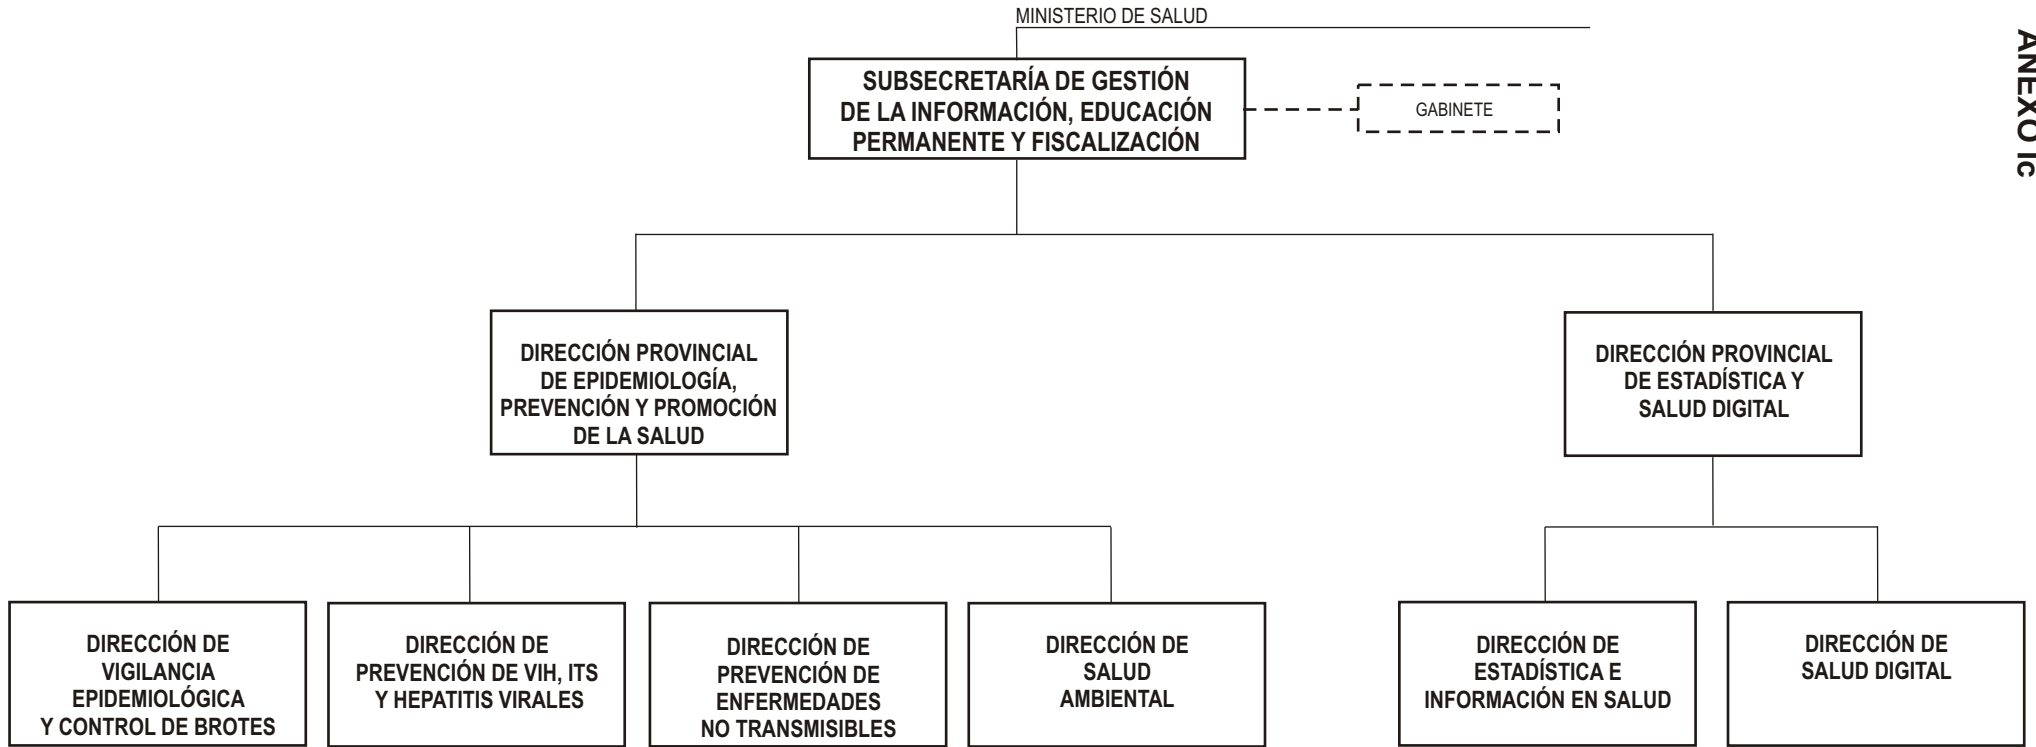 MINISTERIO DE SALUD
ANEXO Ic
SUBSECRETARÍA DE GESTIÓN
DE LA INFORMACIÓN, EDUCACIÓN
PERMANENTE Y FISCALIZACIÓN
GABINETE
DIRECCIÓN PROVINCIAL
DE EPIDEMIOLOGÍA,
PREVENCIÓN Y PROMOCIÓN
DE LA SALUD
DIRECCIÓN PROVINCIAL
DE ESTADÍSTICA Y
SALUD DIGITAL
DIRECCIÓN DE
VIGILANCIA
EPIDEMIOLÓGICA
Y CONTROL DE BROTES
DIRECCIÓN DE
PREVENCIÓN DE VIH, ITS
Y HEPATITIS VIRALES
DIRECCIÓN DE
PREVENCIÓN DE
ENFERMEDADES
NO TRANSMISIBLES
DIRECCIÓN DE
SALUD
AMBIENTAL
DIRECCIÓN DE
ESTADÍSTICA E
INFORMACIÓN EN SALUD
DIRECCIÓN DE
SALUD DIGITAL